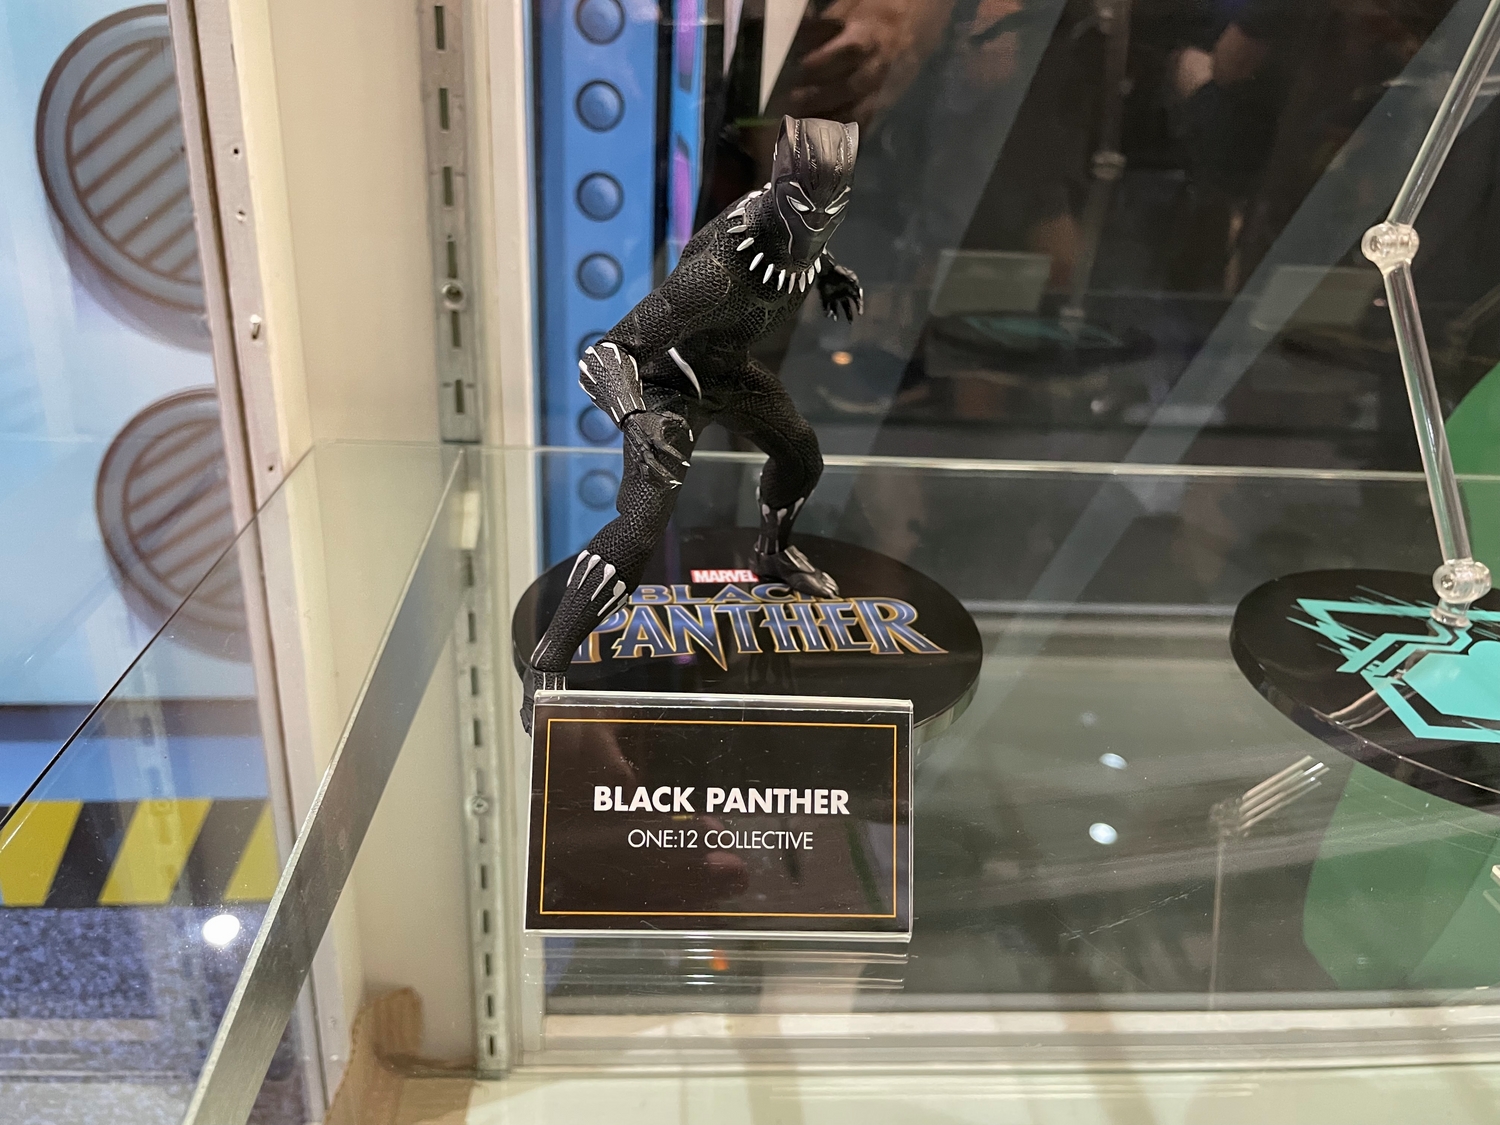 MARVEL
BLACK
PANTHER
BLACK PANTHER
ONE:12 COLLECTIVE